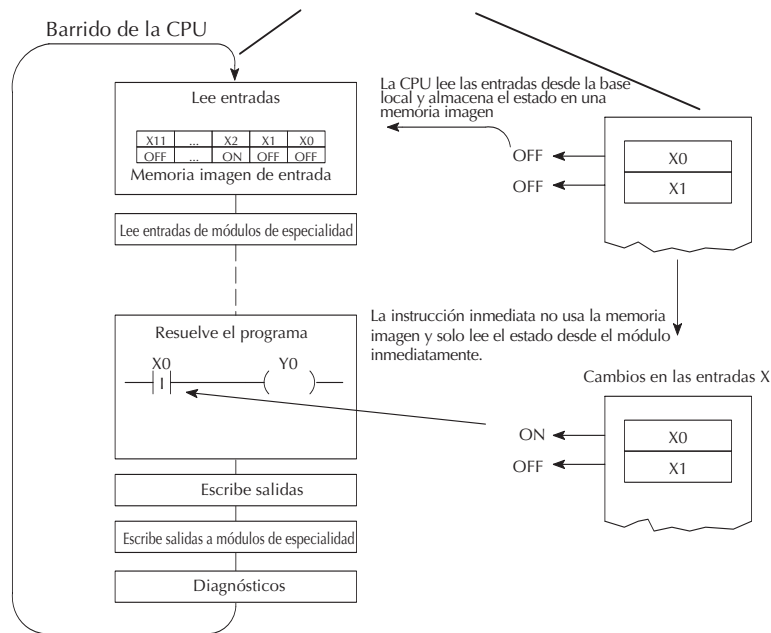 Barrido de la CPU
Lee entradas
X11 ... X2 X1 X0
OFF ... ON OFF OFF
Memoria imagen de entrada
La CPU lee las entradas desde la base
local y almacena el estado en una
memoria imagen
OFF X0
OFF X1
Lee entradas de módulos de especialidad
La instrucción inmediata no usa la memoria
imagen y solo lee el estado desde el módulo
inmediatamente.
Resuelve el programa
X0 Y0
I
Cambios en las entradas X
ON X0
OFF X1
Escribe salidas
Escribe salidas a módulos de especialidad
Diagnósticos